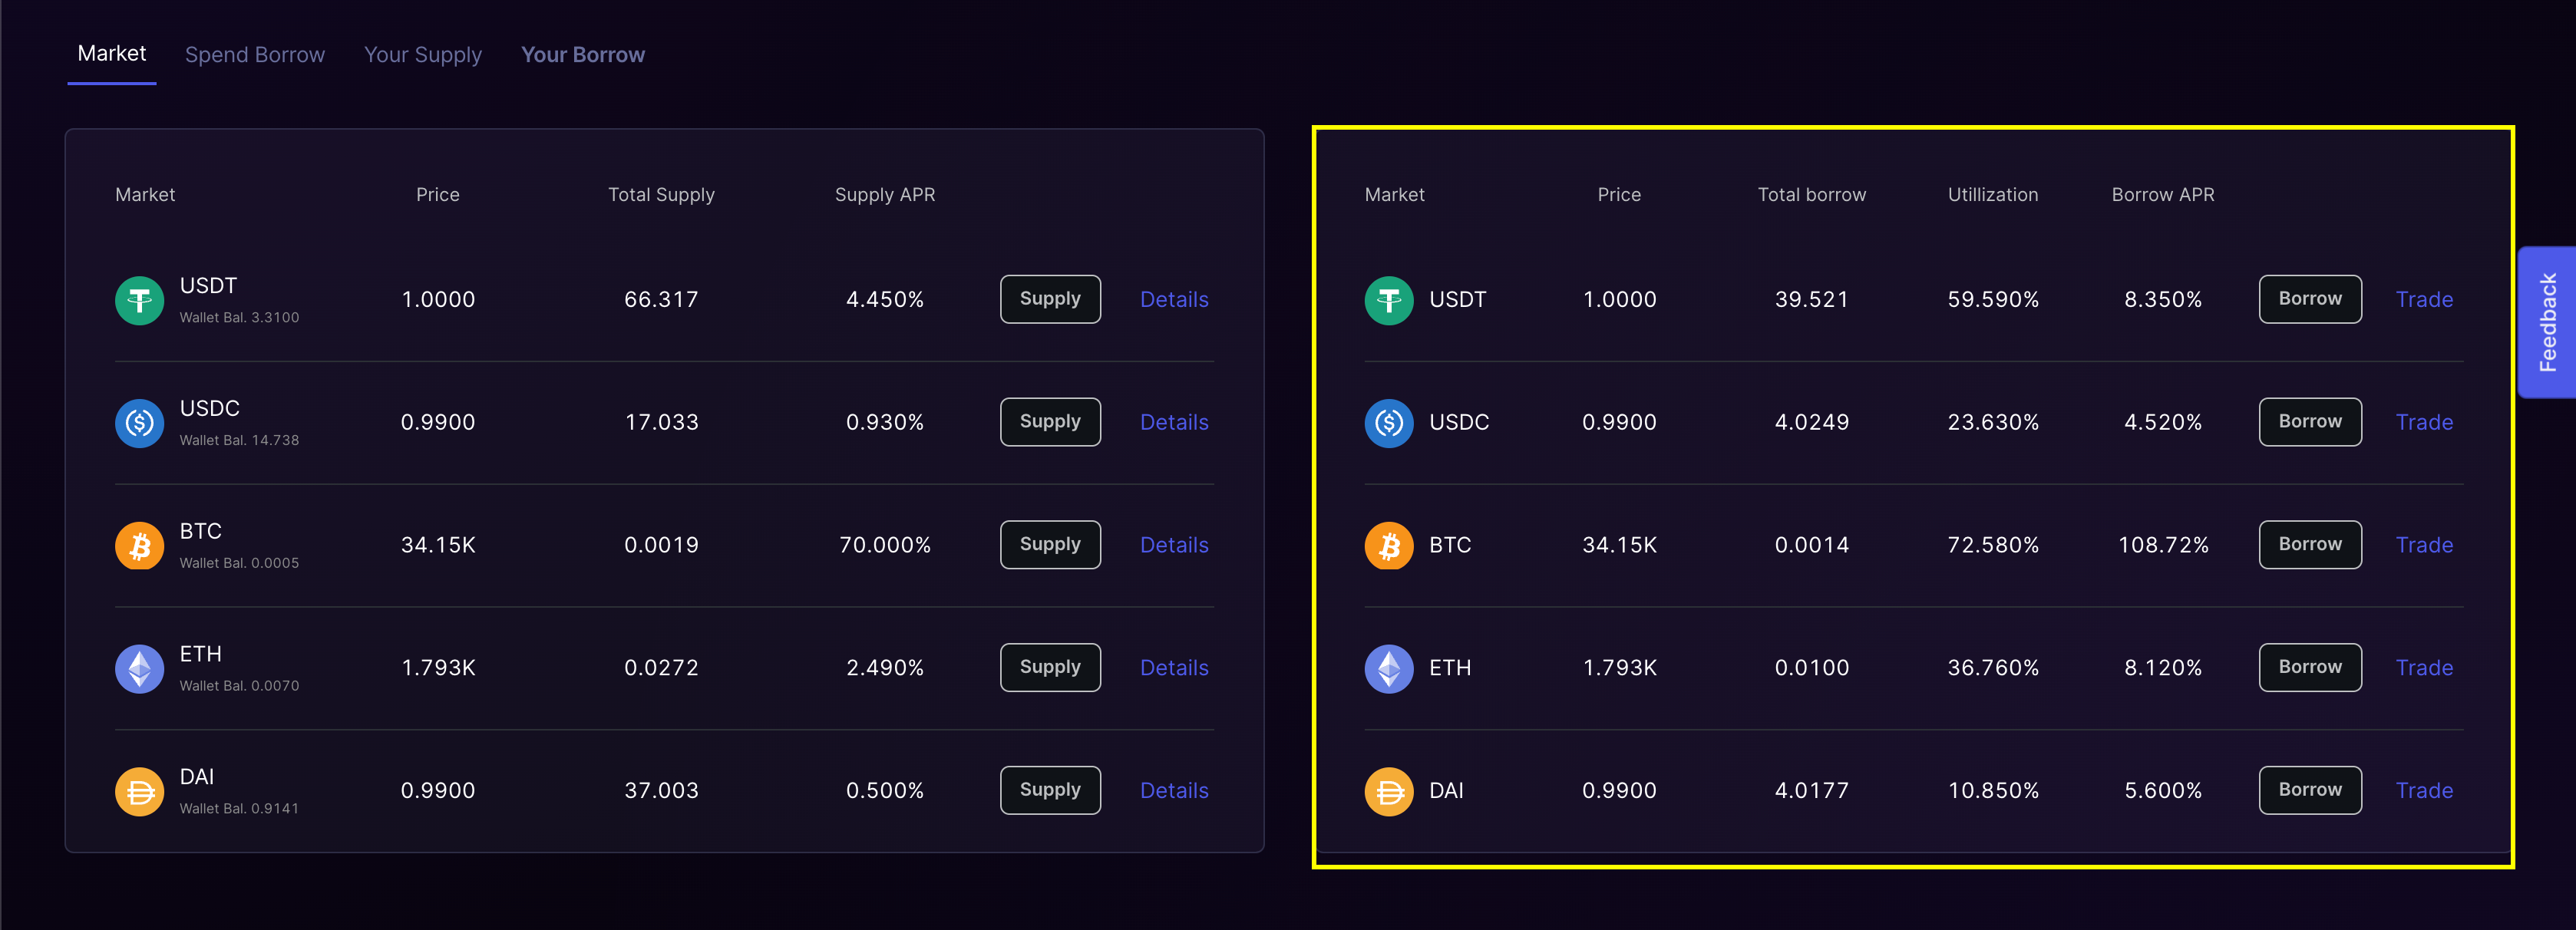 Market Spend Borrow Your Supply Your Borrow
Market Price Total Supply Supply APR
USDT 1.0000 66.317 4.450% Supply Details
Wallet Bal. 3.3100
USDC 0.9900 17.033 0.930% Supply Details
Wallet Bal. 14.738
BTC 34.15K 0.0019 70.000% Supply Details
Wallet Bal. 0.0005
ETH 1.793K 0.0272 2.490% Supply Details
Wallet Bal. 0.0070
DAI 0.9900 37.003 0.500% Supply Details
Wallet Bal. 0.9141
Market Price Total borrow Utillization Borrow APR
USDT 1.0000 39.521 59.590% 8.350% Borrow Trade
USDC 0.9900 4.0249 23.630% 4.520% Borrow Trade
BTC 34.15K 0.0014 72.580% 108.72% Borrow Trade
ETH 1.793K 0.0100 36.760% 8.120% Borrow Trade
DAI 0.9900 4.0177 10.850% 5.600% Borrow Trade
Feedback